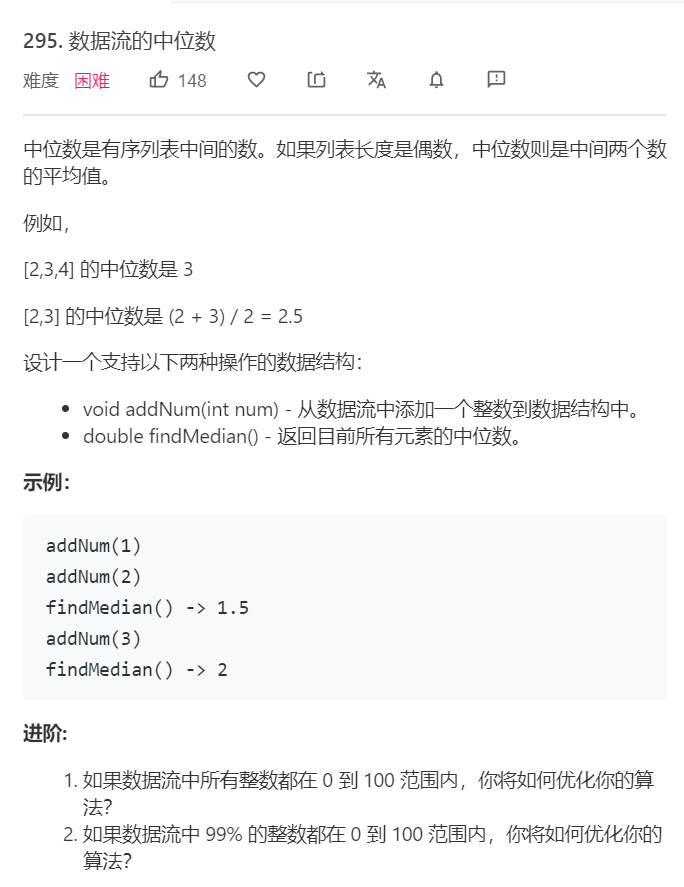 295. 数据流的中位数
难度 困难 148
中位数是有序列表中间的数。如果列表长度是偶数，中位数则是中间两个数
的平均值。
例如，
[2,3,4] 的中位数是 3
[2,3] 的中位数是 (2 + 3) / 2 = 2.5
设计一个支持以下两种操作的数据结构：
• void addNum(int num) - 从数据流中添加一个整数到数据结构中。
• double findMedian() - 返回目前所有元素的中位数。
示例：
addNum(1)
addNum(2)
findMedian() -> 1.5
addNum(3)
findMedian() -> 2
进阶:
1. 如果数据流中所有整数都在 0 到 100 范围内，你将如何优化你的算
法？
2. 如果数据流中 99% 的整数都在 0 到 100 范围内，你将如何优化你的
算法？